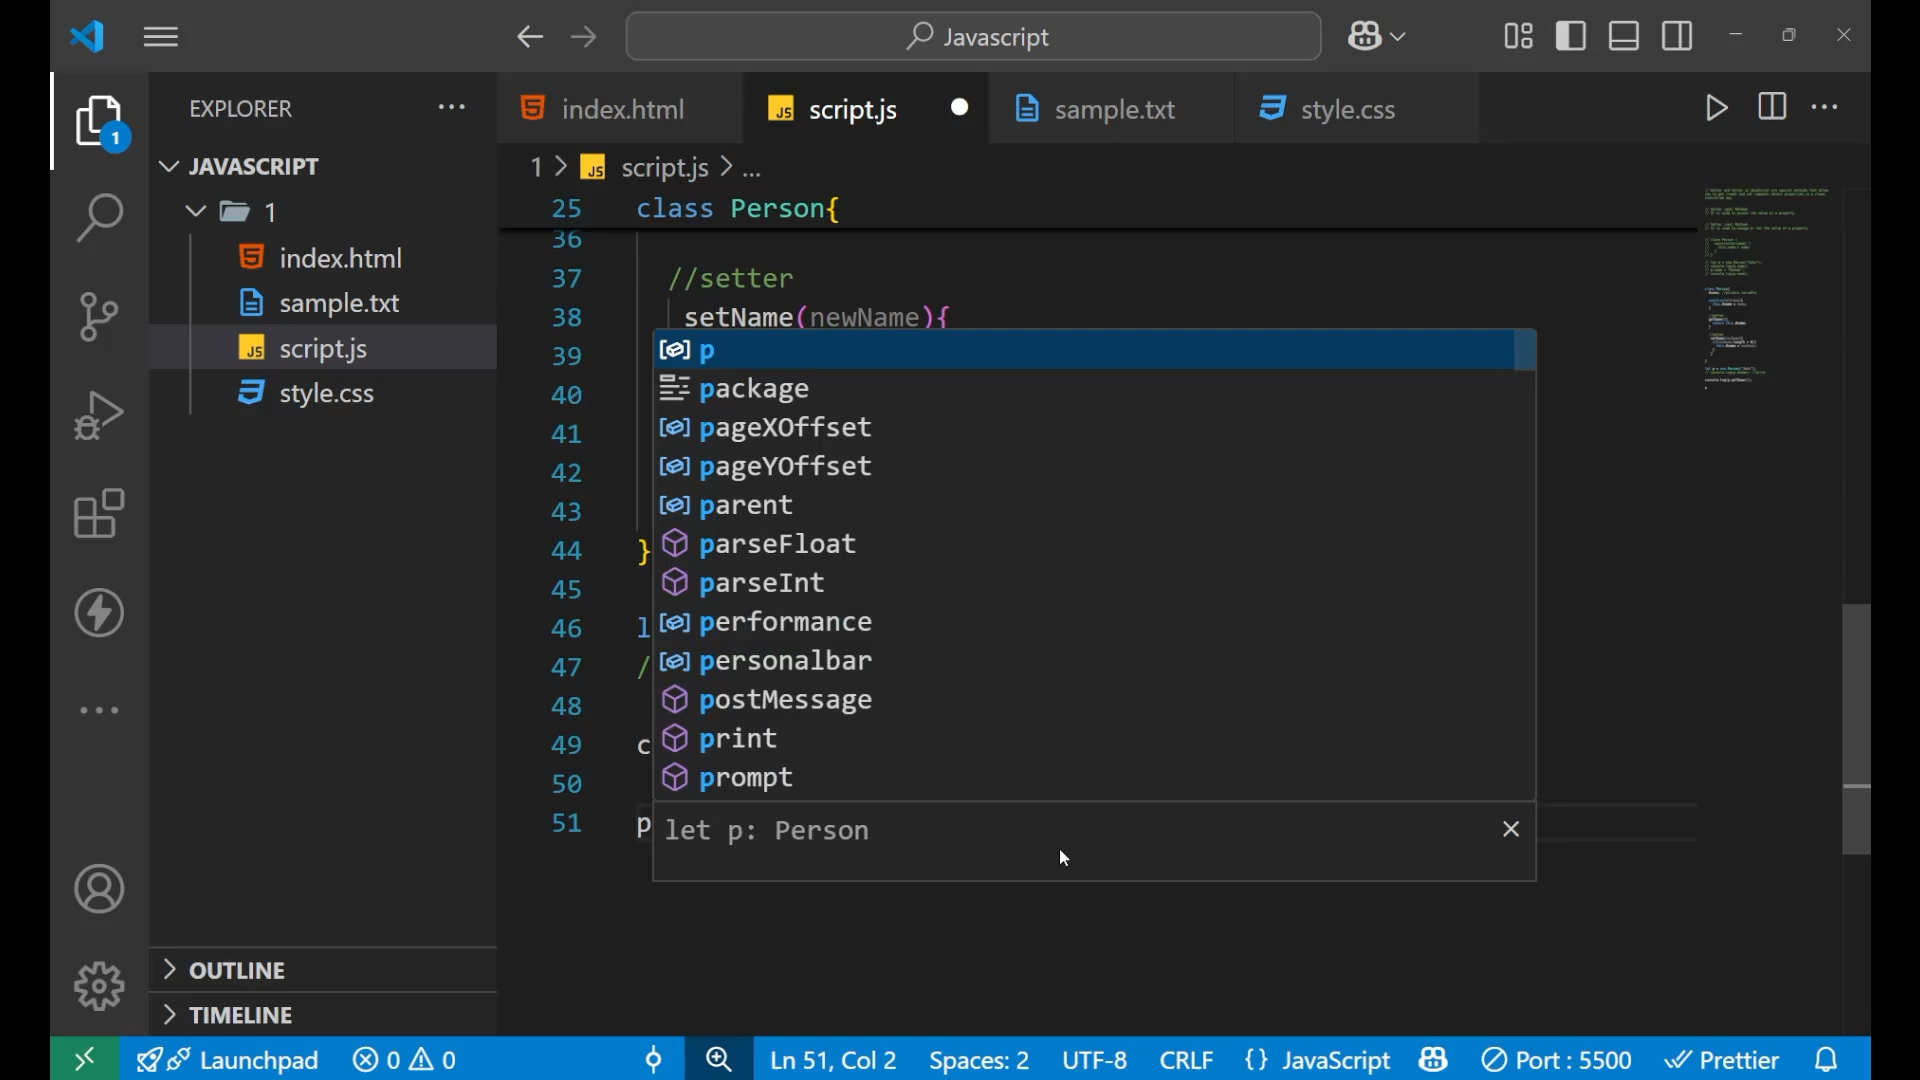 Javascript
EXPLORER
index.html
script.js
sample.txt
style.css
1
JAVASCRIPT
1
index.html
sample.txt
script.js
style.css
1 > script.js > ...
25 class Person{
36
37 //setter
38 setName(newName){
39
40
41
42
43
44 }
45
46 l
47 /
48
49 c
50
51 p
p
package
pageXOffset
pageYOffset
parent
parseFloat
parseInt
performance
personalbar
postMessage
print
prompt
let p: Person
OUTLINE
TIMELINE
Launchpad
0
0
Ln 51, Col 2
Spaces: 2
UTF-8
CRLF
{ } JavaScript
Port : 5500
Prettier